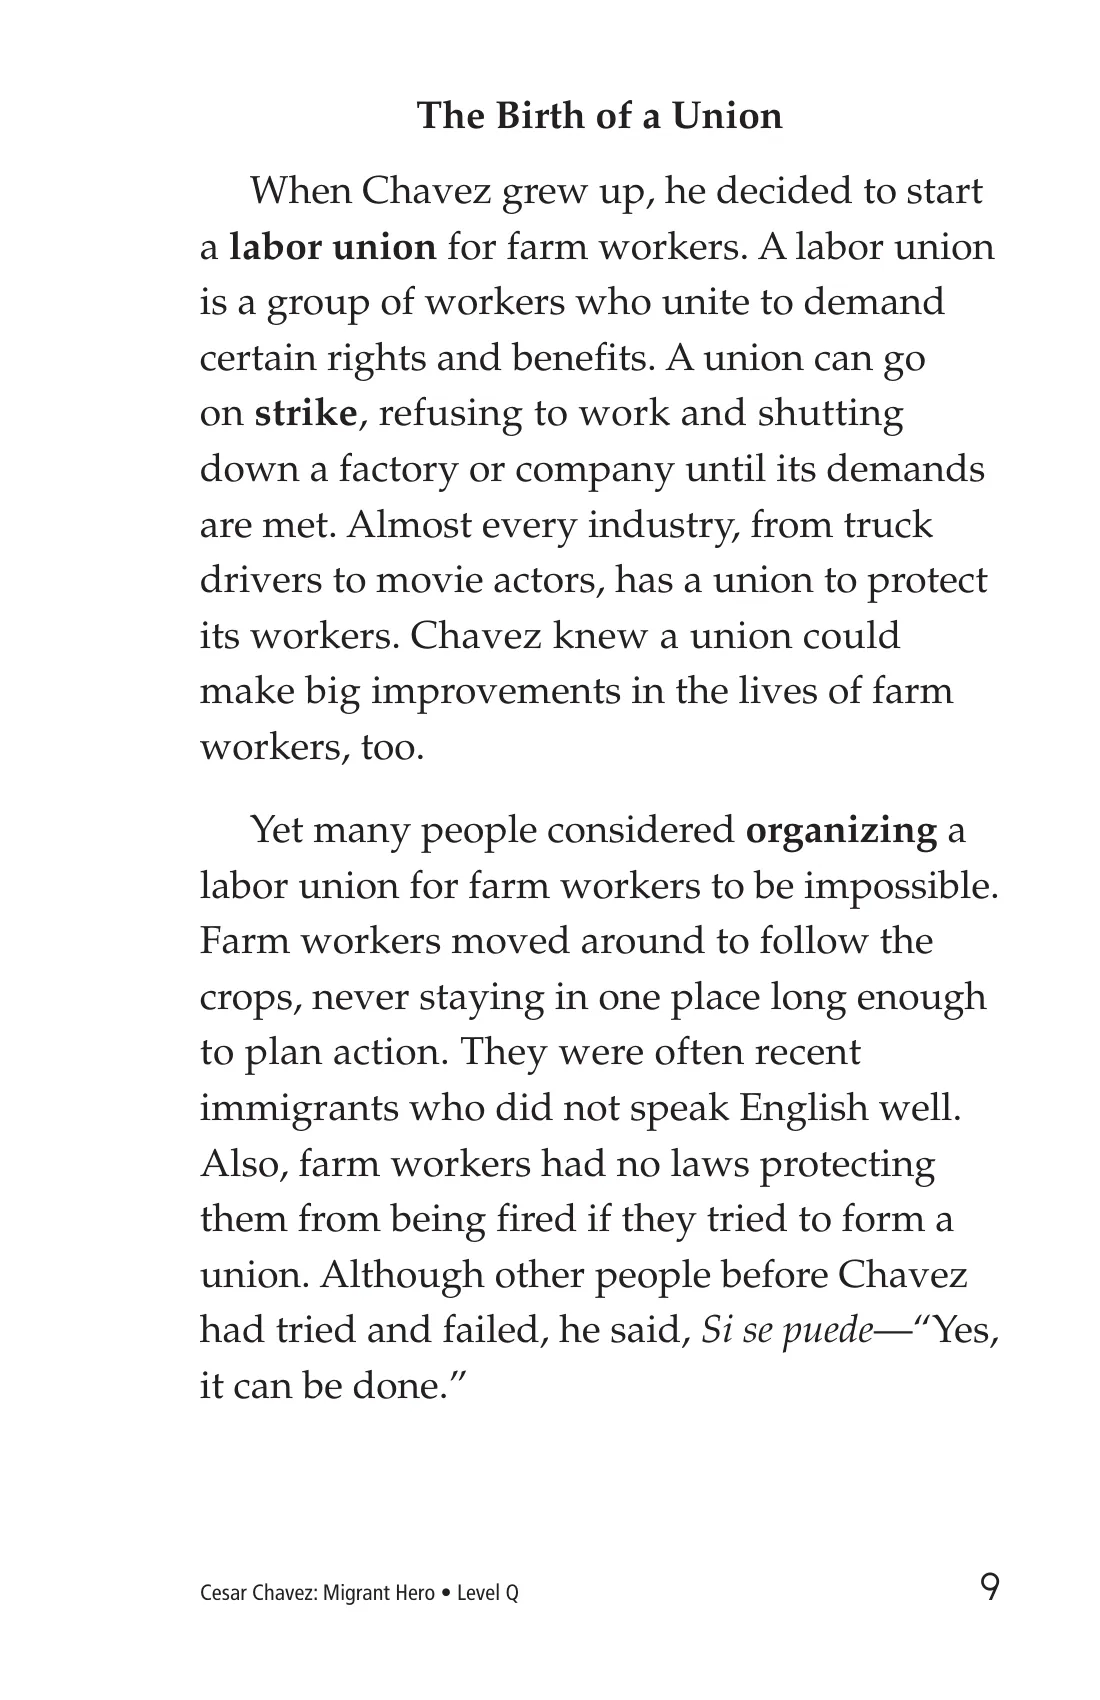 The Birth of a Union
When Chavez grew up, he decided to start
a labor union for farm workers. A labor union
is a group of workers who unite to demand
certain rights and benefits. A union can go
on strike, refusing to work and shutting
down a factory or company until its demands
are met. Almost every industry, from truck
drivers to movie actors, has a union to protect
its workers. Chavez knew a union could
make big improvements in the lives of farm
workers, too.
Yet many people considered organizing a
labor union for farm workers to be impossible.
Farm workers moved around to follow the
crops, never staying in one place long enough
to plan action. They were often recent
immigrants who did not speak English well.
Also, farm workers had no laws protecting
them from being fired if they tried to form a
union. Although other people before Chavez
had tried and failed, he said, Si se puede—“Yes,
it can be done.”
Cesar Chavez: Migrant Hero • Level Q
9